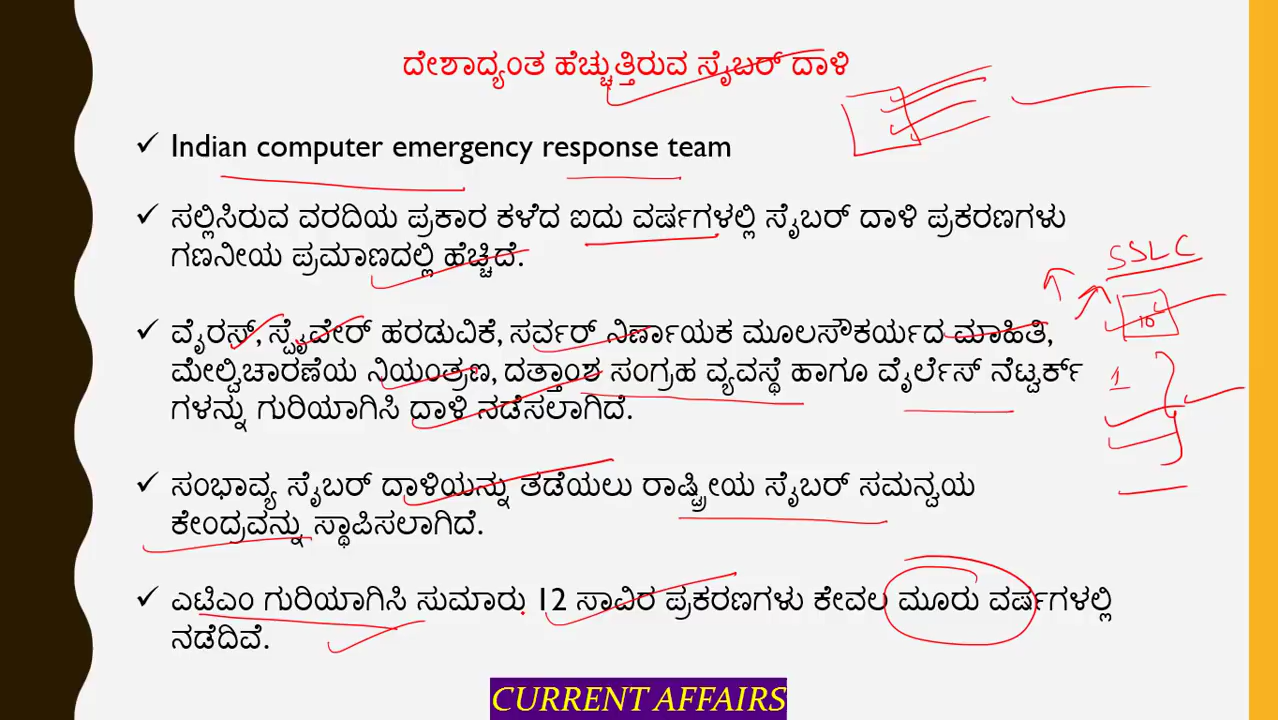 ದೇಶಾದ್ಯಂತ ಹೆಚ್ಚುತ್ತಿರುವ ಸೈಬರ್ ದಾಳಿ
✓ Indian computer emergency response team
✓ ಸಲ್ಲಿಸಿರುವ ವರದಿಯ ಪ್ರಕಾರ ಕಳೆದ ಐದು ವರ್ಷಗಳಲ್ಲಿ ಸೈಬರ್ ದಾಳಿ ಪ್ರಕರಣಗಳು
ಗಣನೀಯ ಪ್ರಮಾಣದಲ್ಲಿ ಹೆಚ್ಚಿದೆ.
SSLC
10
✓ ವೈರಸ್, ಸ್ಪೈವೇರ್ ಹರಡುವಿಕೆ, ಸರ್ವರ್ ನಿರ್ಣಾಯಕ ಮೂಲಸೌಕರ್ಯದ ಮಾಹಿತಿ,
ಮೇಲ್ವಿಚಾರಣೆಯ ನಿಯಂತ್ರಣ, ದತ್ತಾಂಶ ಸಂಗ್ರಹ ವ್ಯವಸ್ಥೆ ಹಾಗೂ ವೈರ್ಲೆಸ್ ನೆಟ್ವರ್ಕ್
1
ಗಳನ್ನು ಗುರಿಯಾಗಿಸಿ ದಾಳಿ ನಡೆಸಲಾಗಿದೆ.
✓ ಸಂಭಾವ್ಯ ಸೈಬರ್ ದಾಳಿಯನ್ನು ತಡೆಯಲು ರಾಷ್ಟ್ರೀಯ ಸೈಬರ್ ಸಮನ್ವಯ
ಕೇಂದ್ರವನ್ನು ಸ್ಥಾಪಿಸಲಾಗಿದೆ.
✓ ಎಟಿಎಂ ಗುರಿಯಾಗಿಸಿ ಸುಮಾರು 12 ಸಾವಿರ ಪ್ರಕರಣಗಳು ಕೇವಲ ಮೂರು ವರ್ಷಗಳಲ್ಲಿ
ನಡೆದಿವೆ.
CURRENT AFFAIRS